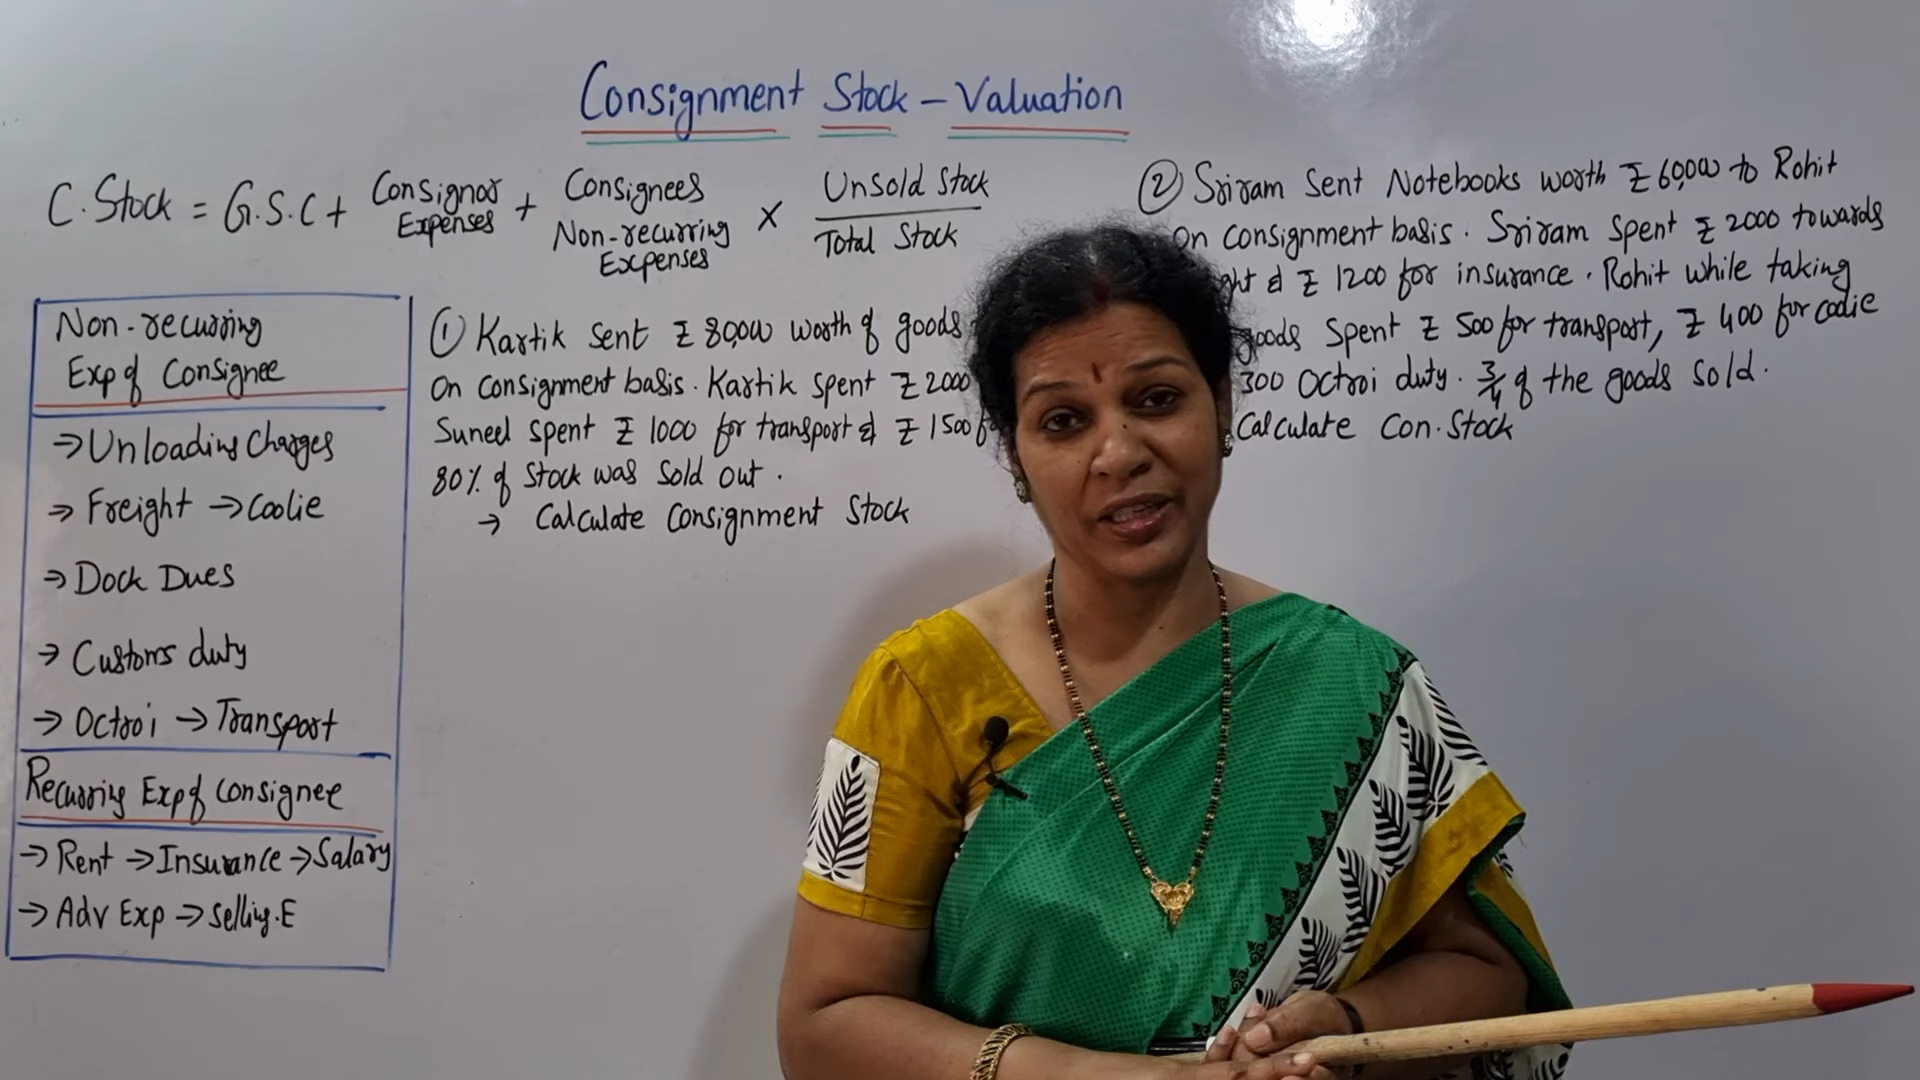 Consignment Stock - Valuation
C. Stock = G.S.C + Consignor Expenses + Consignees Non-recurring Expenses × Unsold Stock / Total Stock
Non-recurring
Exp of Consignee
→ Unloading Charges
→ Freight → Coolie
→ Dock Dues
→ Customs duty
→ Octroi → Transport
Recurring Exp of Consignee
→ Rent → Insurance → Salary
→ Adv Exp → Selling.E
① Kartik Sent ₹ 80,000 worth of goods
On consignment basis. Kartik spent ₹ 2000
Suneel spent ₹ 1000 for transport & ₹ 1500
80% of Stock was Sold out.
→ Calculate Consignment Stock
② Sriram Sent Notebooks worth ₹ 60,000 to Rohit
On consignment basis. Sriram Spent ₹ 2000 towards
& ₹ 1200 for insurance. Rohit while taking
goods Spent ₹ 500 for transport, ₹ 400 for coolie
300 Octroi duty. 3/4 of the goods Sold.
Calculate Con. Stock